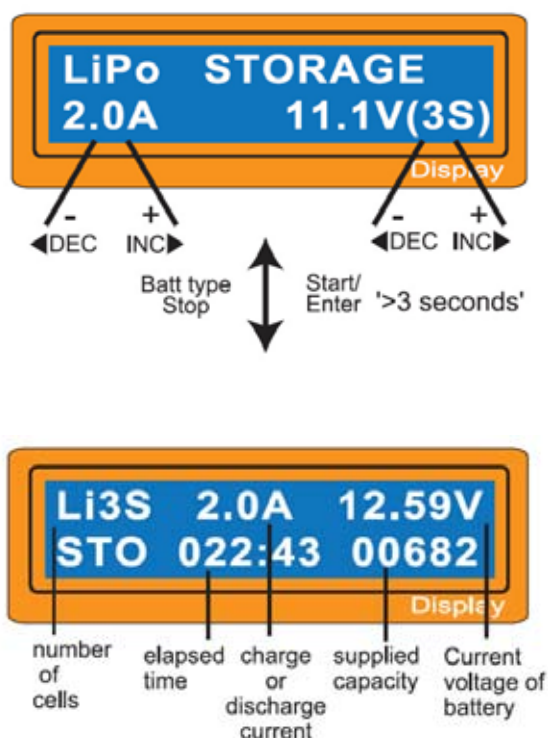 LiPo STORAGE
2.0A 11.1V(3S)
Display
- + - +
◀DEC INC▶ ◀DEC INC▶
Batt type Start/
Stop Enter '>3 seconds'
Li3S 2.0A 12.59V
STO 022:43 00682
Display
number elapsed charge supplied Current
of time or capacity voltage of
cells discharge battery
current